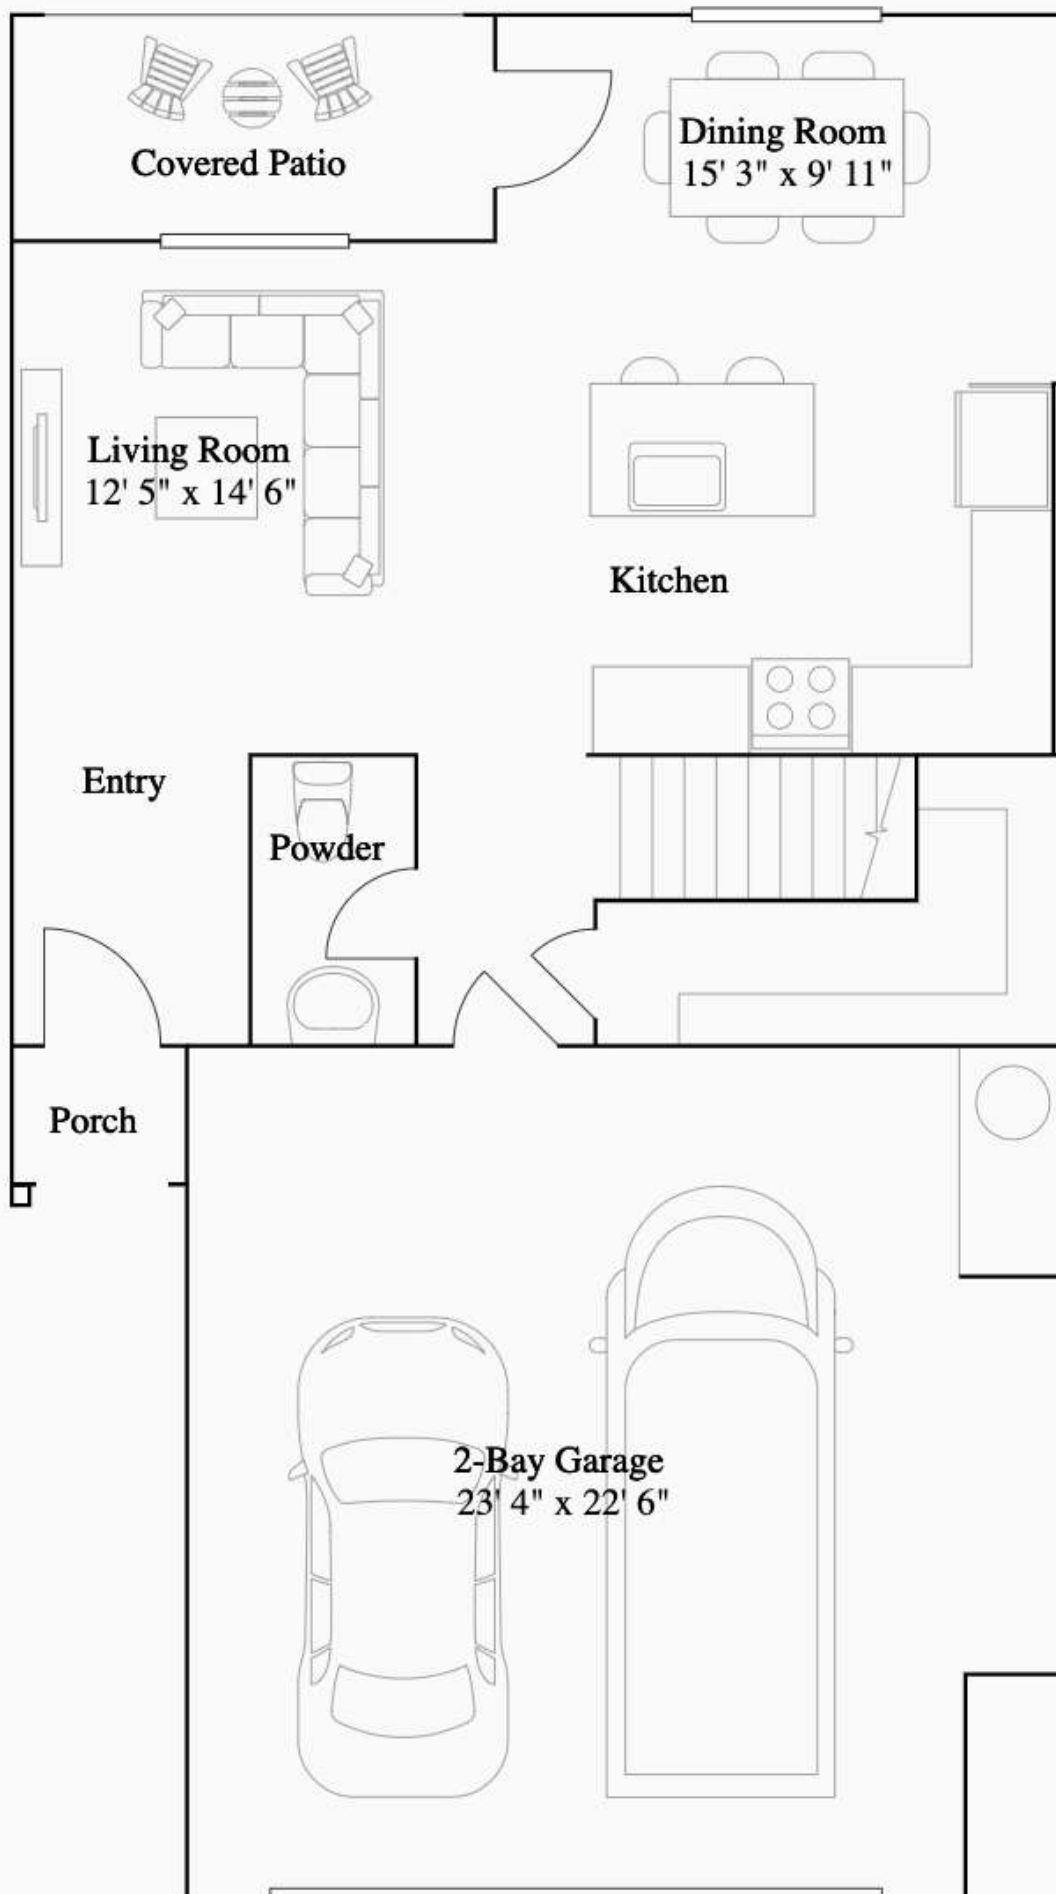 Dining Room
15' 3" x 9' 11"
Covered Patio
Living Room
12' 5" x 14' 6"
Kitchen
Entry
Powder
Porch
2-Bay Garage
23' 4" x 22' 6"